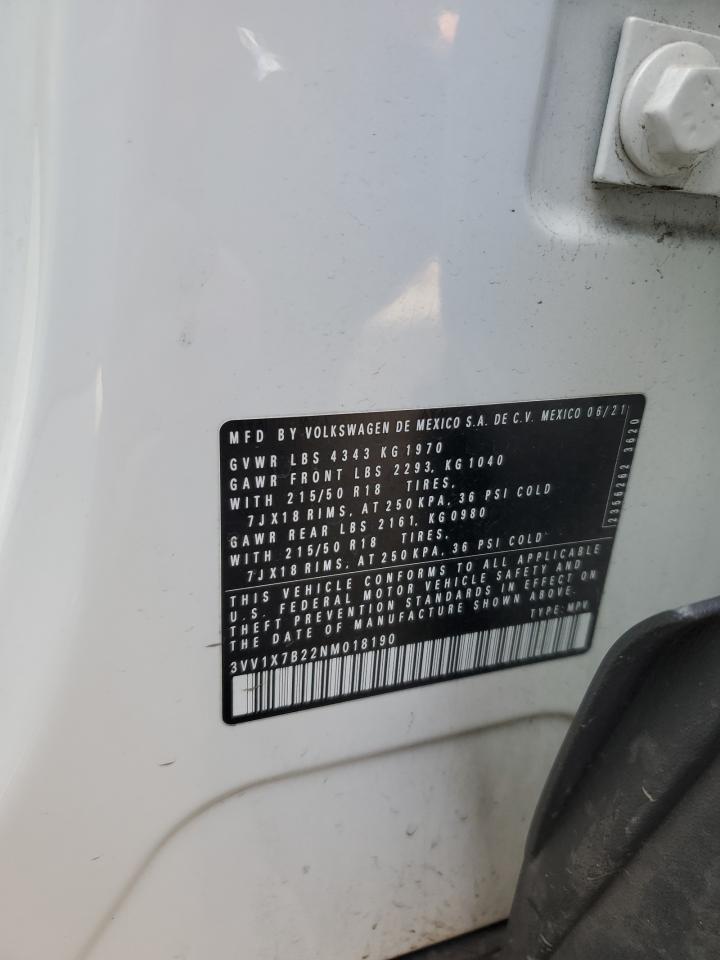 MFD BY VOLKSWAGEN DE MEXICO S.A. DE C.V. MEXICO 06/21
GVWR LBS 4343 KG 1970
GAWR FRONT LBS 2293, KG 1040
WITH 215/50 R18 TIRES,
7JX18 RIMS, AT 250 KPA, 36 PSI COLD
GAWR REAR LBS 2161, KG 0980
WITH 215/50 R18 TIRES,
7JX18 RIMS, AT 250 KPA, 36 PSI COLD
2356262 3620
THIS VEHICLE CONFORMS TO ALL APPLICABLE
U.S. FEDERAL MOTOR VEHICLE SAFETY AND
THEFT PREVENTION STANDARDS IN EFFECT ON
THE DATE OF MANUFACTURE SHOWN ABOVE.
TYPE: MPV
3VV1X7B22NM018190